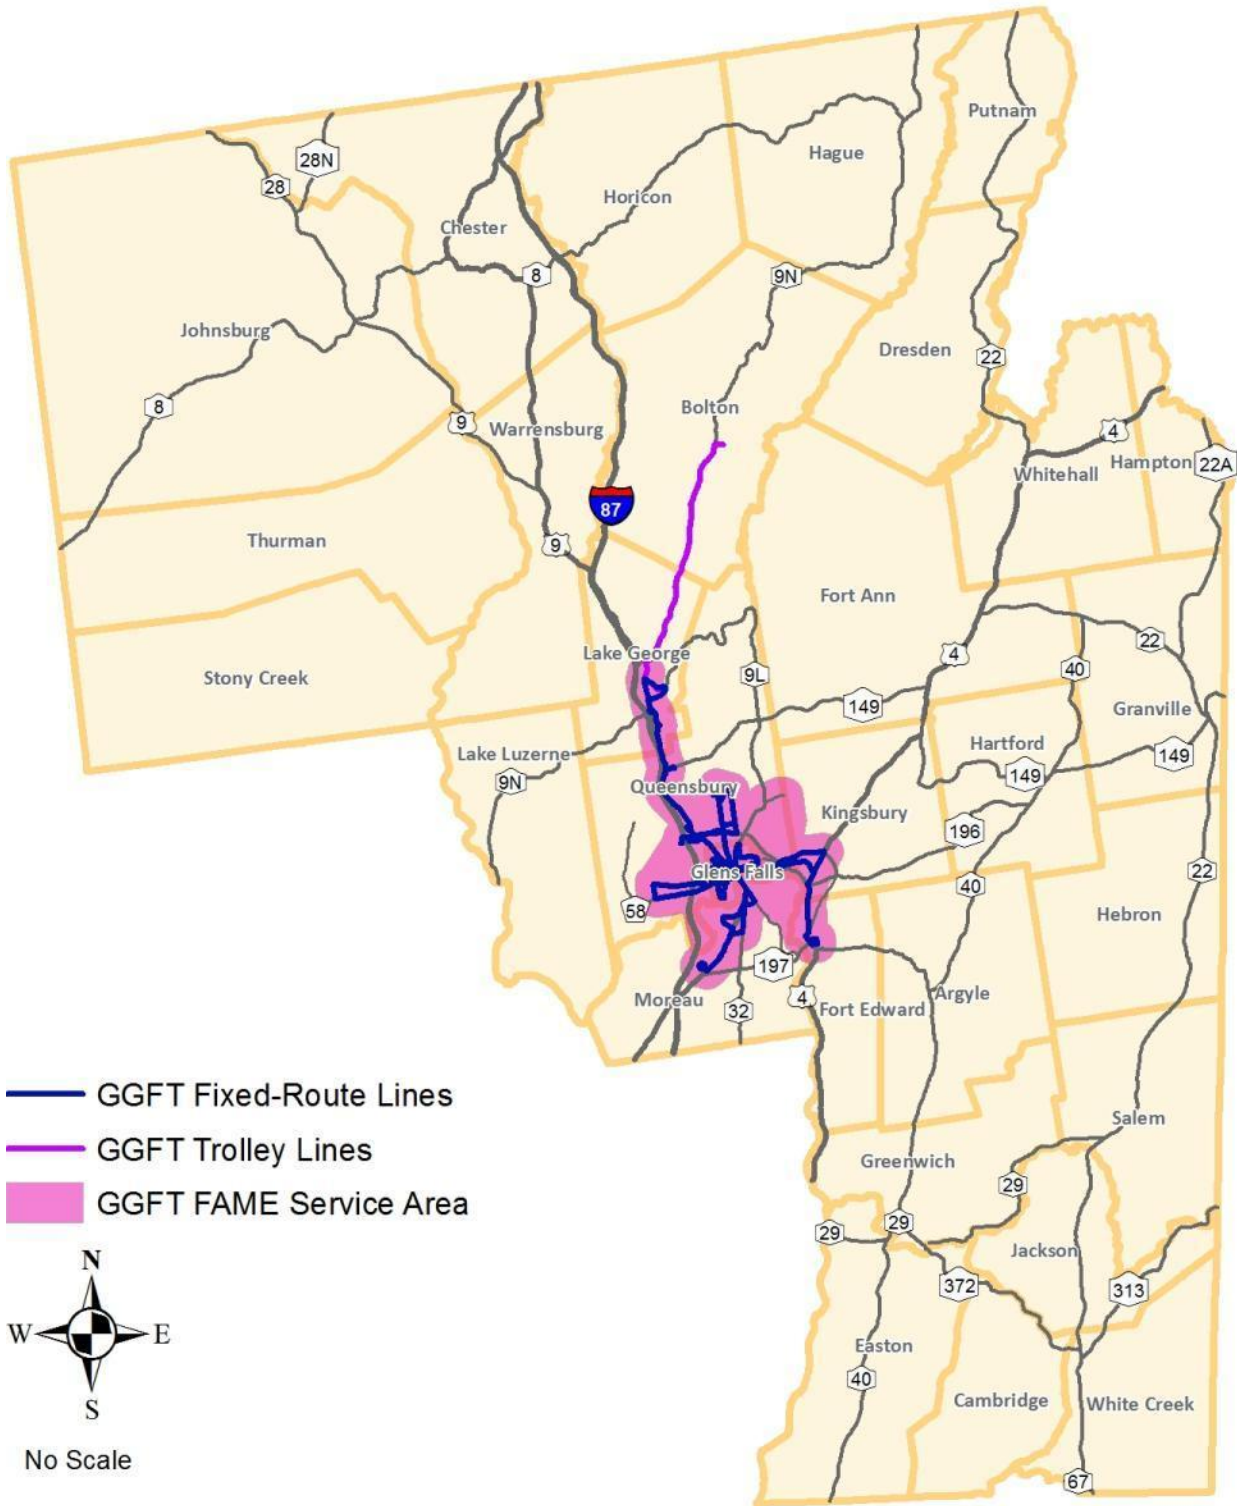 Putnam
Hague
28N
28
Horicon
Chester
8
9N
Johnsburg
Dresden
22
8
Bolton
9
Warrensburg
4
Whitehall
Hampton
22A
87
Thurman
9
Fort Ann
22
Lake George
4
40
Stony Creek
9L
149
Granville
Lake Luzerne
Hartford
149
149
9N
Queensbury
Kingsbury
196
Glens Falls
40
22
58
Hebron
197
Moreau
4
Argyle
32
Fort Edward
GGFT Fixed-Route Lines
GGFT Trolley Lines
GGFT FAME Service Area
Salem
Greenwich
29
29
29
Jackson
372
313
N
W
E
S
Easton
40
Cambridge
White Creek
No Scale
67